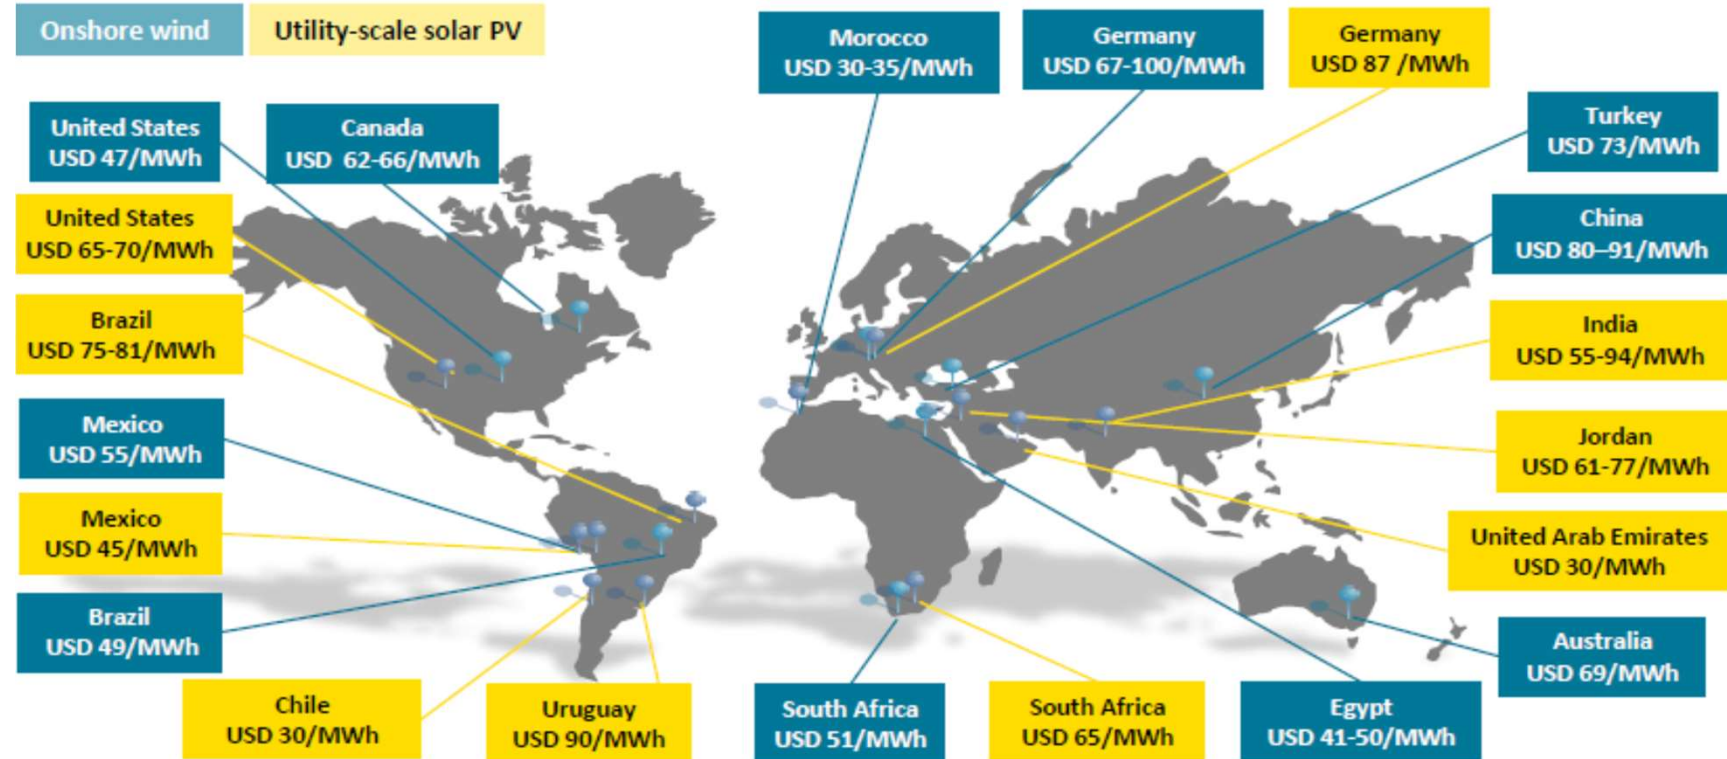 Onshore wind
Utility-scale solar PV
Morocco
USD 30-35/MWh
Germany
USD 67-100/MWh
Germany
USD 87 /MWh
United States
USD 47/MWh
Canada
USD  62-66/MWh
Turkey
USD 73/MWh
United States
USD 65-70/MWh
China
USD 80–91/MWh
Brazil
USD 75-81/MWh
India
USD 55-94/MWh
Mexico
USD 55/MWh
Jordan
USD 61-77/MWh
Mexico
USD 45/MWh
United Arab Emirates
USD 30/MWh
Brazil
USD 49/MWh
Australia
USD 69/MWh
Chile
USD 30/MWh
Uruguay
USD 90/MWh
South Africa
USD 51/MWh
South Africa
USD 65/MWh
Egypt
USD 41-50/MWh